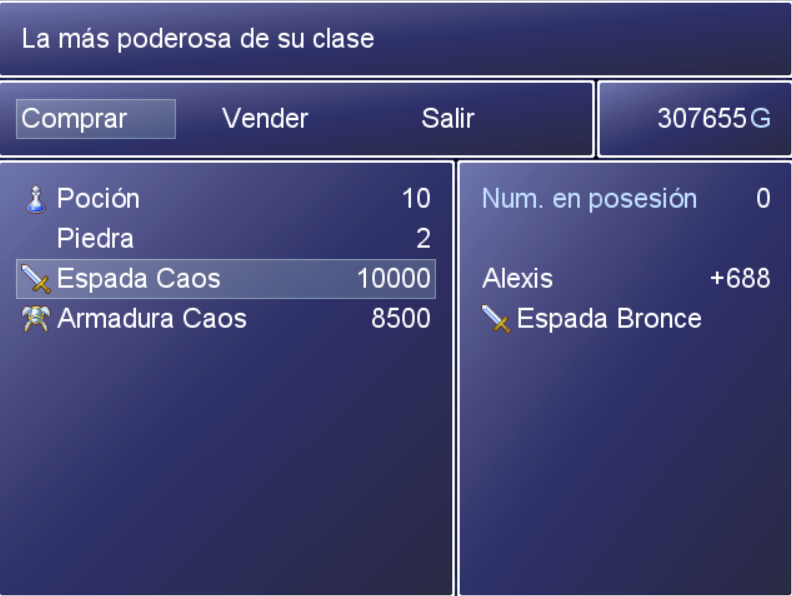 La más poderosa de su clase
Comprar Vender Salir 307655G
Poción 10
Piedra 2
Espada Caos 10000
Armadura Caos 8500
Num. en posesión 0
Alexis +688
Espada Bronce